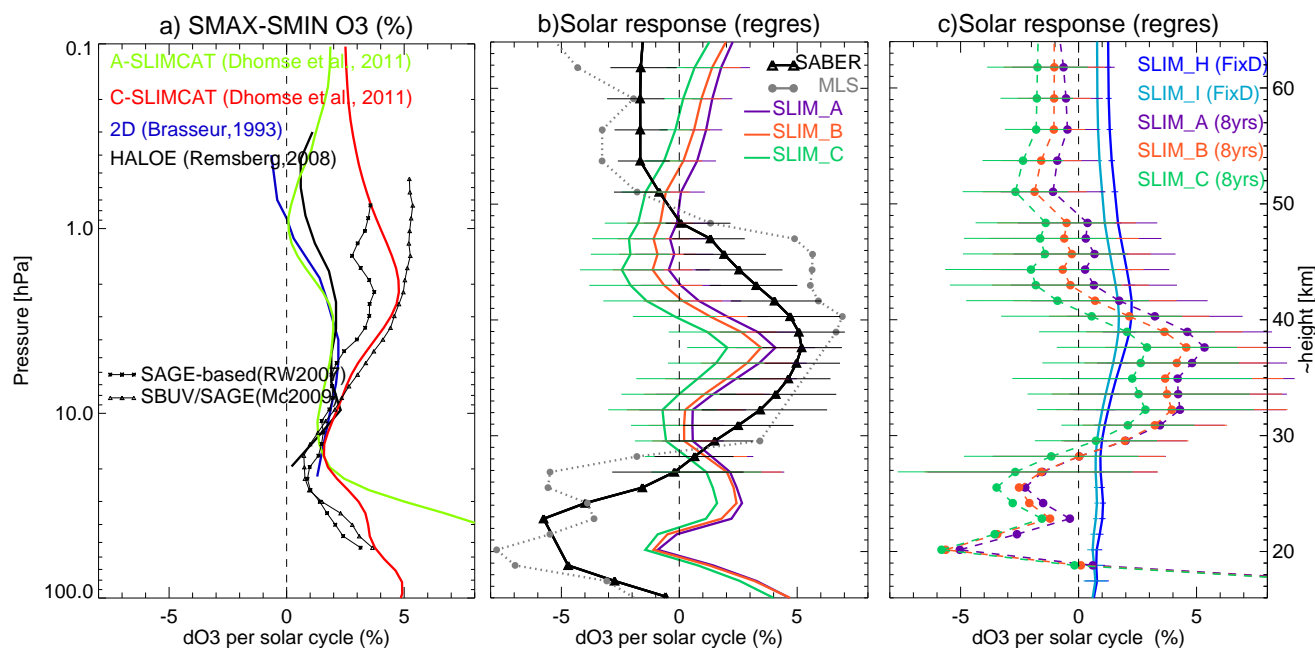 a) SMAX-SMIN O3 (%)
A-SLIMCAT (Dhomse et al., 2011)
C-SLIMCAT (Dhomse et al., 2011)
2D (Brasseur,1993)
HALOE (Remsberg,2008)
SAGE-based(RW2007)
SBUV/SAGE(Mc2009
0.1
1.0
10.0
100.0
Pressure [hPa]
-5
0
5
dO3 per solar cycle (%)
b)Solar response (regres)
SABER
MLS
SLIM_A
SLIM_B
SLIM_C
-5
0
5
dO3 per solar cycle (%)
c)Solar response (regres)
SLIM_H (FixD)
SLIM_I (FixD)
SLIM_A (8yrs)
SLIM_B (8yrs)
SLIM_C (8yrs)
60
50
40
30
20
~height [km]
-5
0
5
dO3 per solar cycle (%)